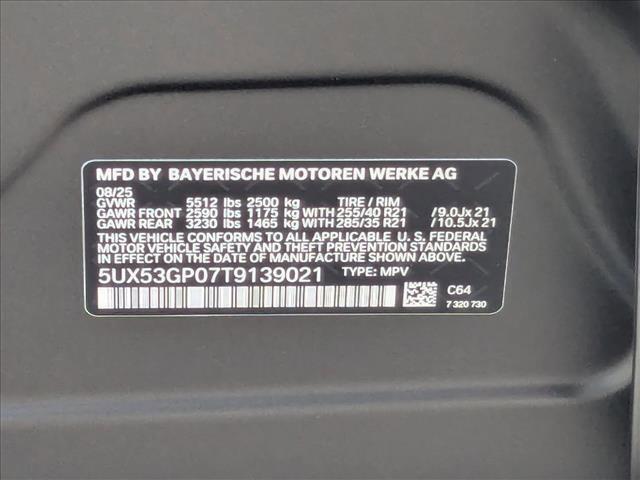 MFD BY BAYERISCHE MOTOREN WERKE AG
08/25
GVWR 5512 lbs 2500 kg TIRE / RIM
GAWR FRONT 2590 lbs 1175 kg WITH 255/40 R21 /9.0Jx 21
GAWR REAR 3230 lbs 1465 kg WITH 285/35 R21 /10.5Jx 21
THIS VEHICLE CONFORMS TO ALL APPLICABLE U. S. FEDERAL
MOTOR VEHICLE SAFETY AND THEFT PREVENTION STANDARDS
IN EFFECT ON THE DATE OF MANUFACTURE SHOWN ABOVE.
5UX53GP07T9139021 TYPE: MPV
C64
7 320 730